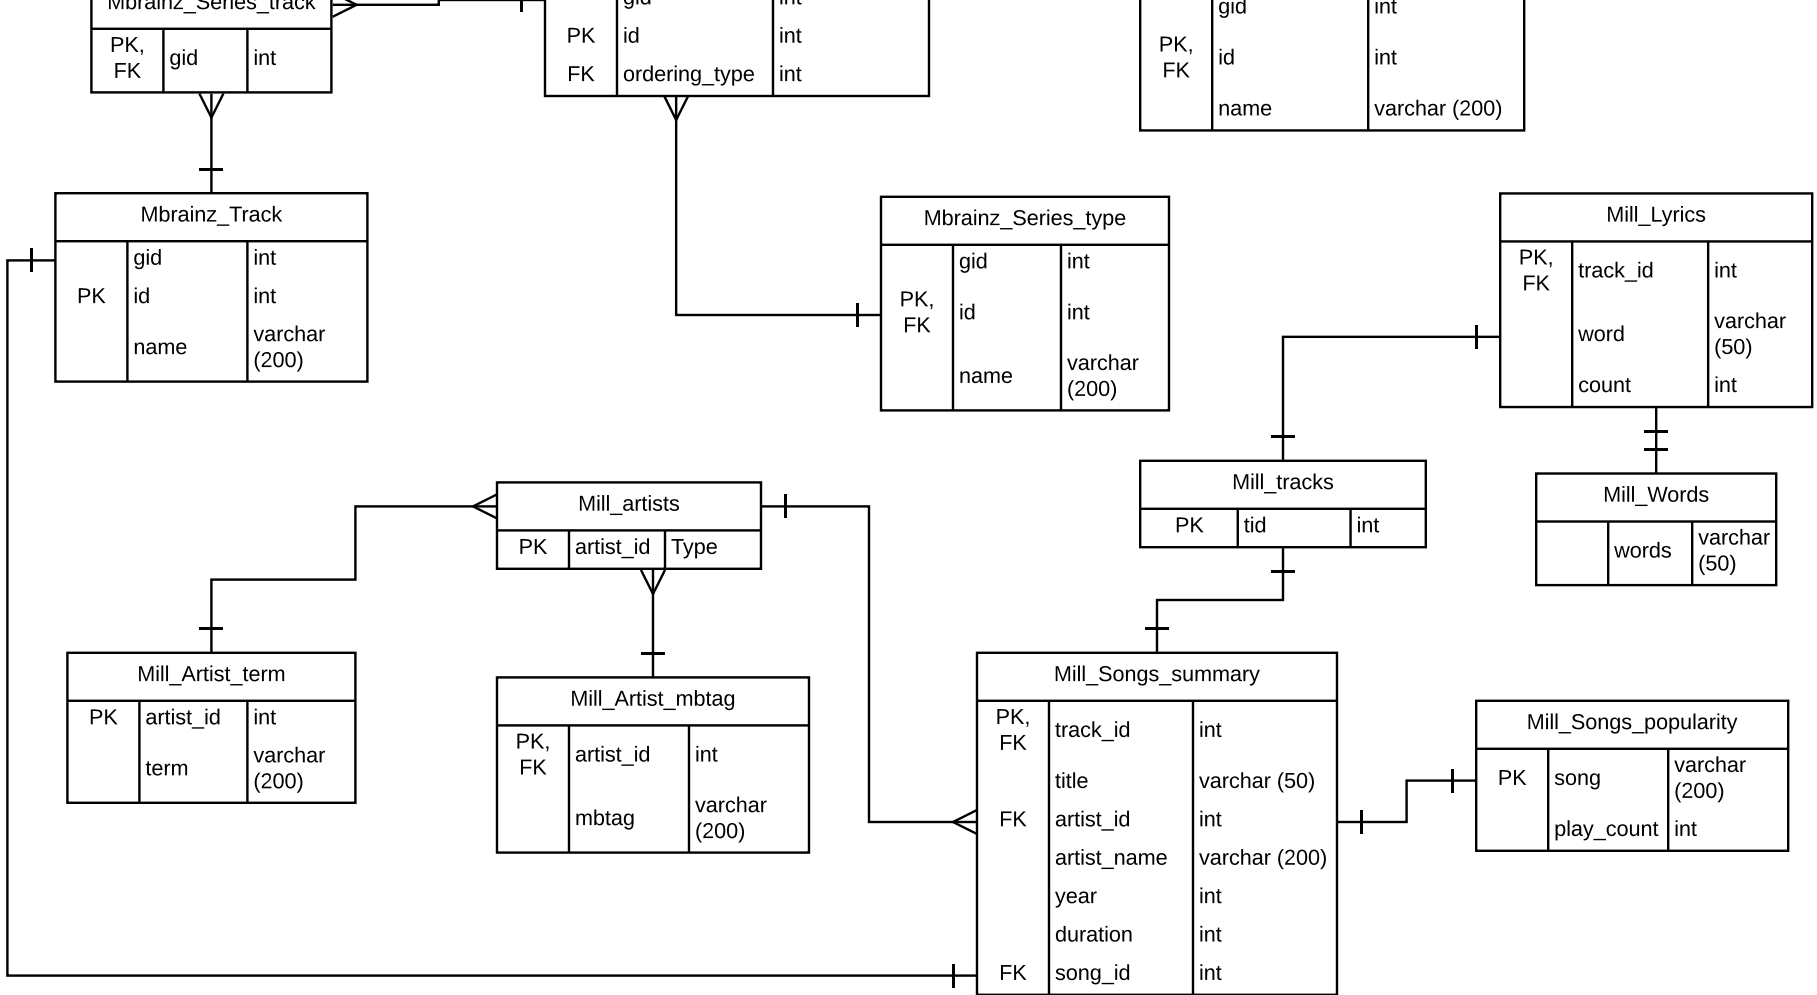 Mbrainz_Series_track
PK,
FK
gid
int
gid
int
PK
id
int
FK
ordering_type
int
gid
int
PK,
FK
id
int
name
varchar (200)
Mbrainz_Track
gid
int
PK
id
int
name
varchar
(200)
Mbrainz_Series_type
gid
int
PK,
FK
id
int
name
varchar
(200)
Mill_Lyrics
PK,
FK
track_id
int
word
varchar
(50)
count
int
Mill_artists
PK
artist_id
Type
Mill_tracks
PK
tid
int
Mill_Words
words
varchar
(50)
Mill_Artist_term
PK
artist_id
int
term
varchar
(200)
Mill_Artist_mbtag
PK,
FK
artist_id
int
mbtag
varchar
(200)
Mill_Songs_summary
PK,
FK
track_id
int
title
varchar (50)
FK
artist_id
int
artist_name
varchar (200)
year
int
duration
int
FK
song_id
int
Mill_Songs_popularity
PK
song
varchar
(200)
play_count
int